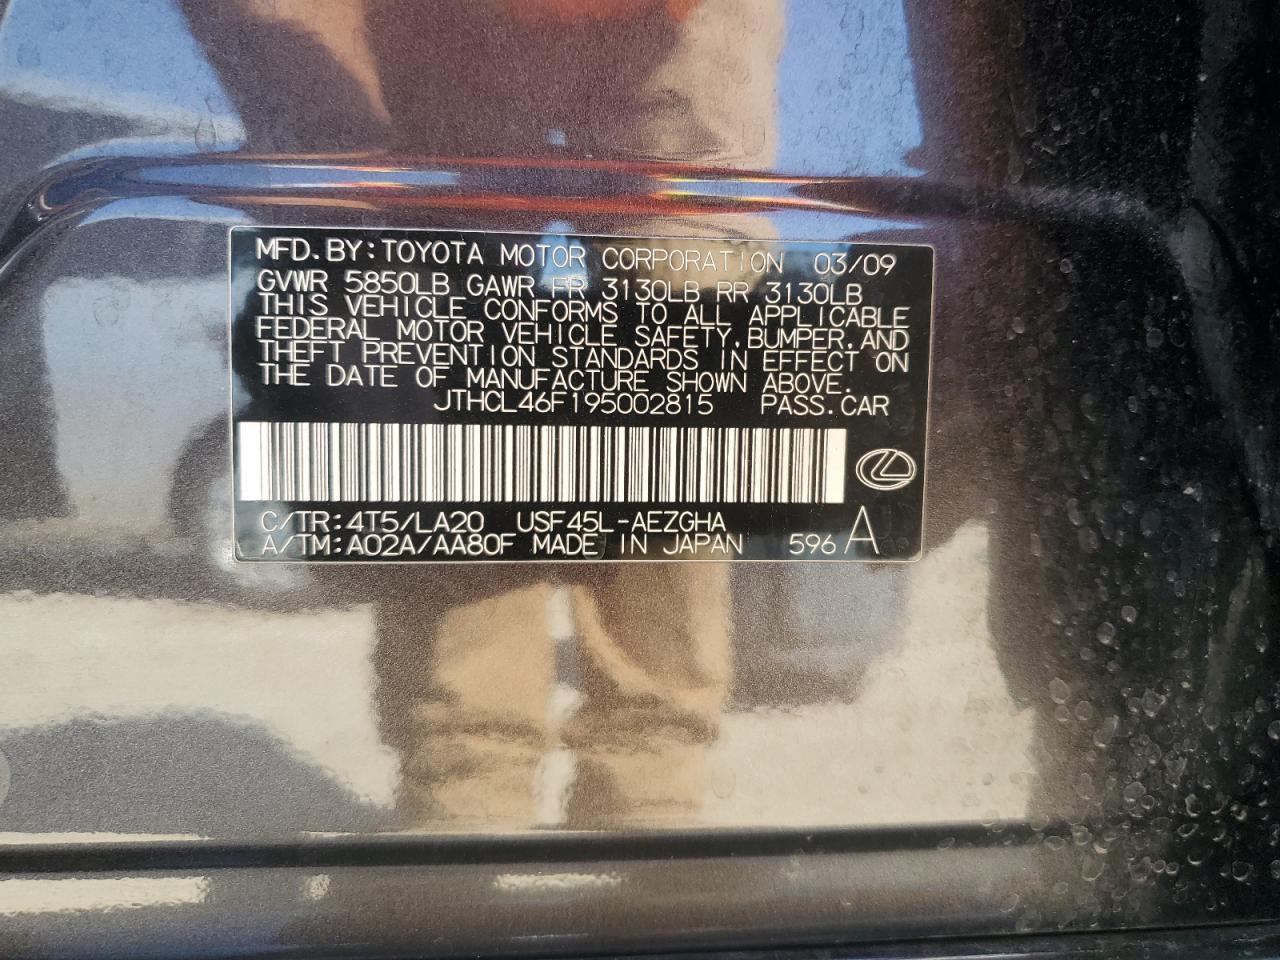 MFD.BY:TOYOTA MOTOR CORPORATION 03/09
GVWR 5850LB GAWR FR 3130LB RR 3130LB
THIS VEHICLE CONFORMS TO ALL APPLICABLE
FEDERAL MOTOR VEHICLE SAFETY,BUMPER,AND
THEFT PREVENTION STANDARDS IN EFFECT ON
THE DATE OF MANUFACTURE SHOWN ABOVE.
JTHCL46F195002815 PASS.CAR
C/TR:4T5/LA20 USF45L-AEZGHA
A/TM:A02A/AA80F MADE IN JAPAN 596 A